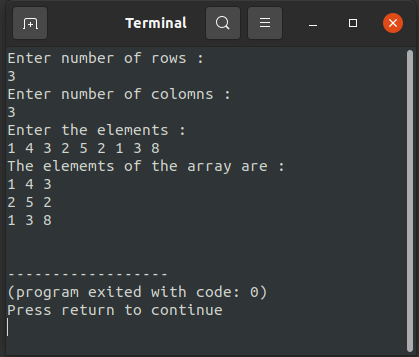 Terminal
Enter number of rows :
3
Enter number of colomns :
3
Enter the elements :
1 4 3 2 5 2 1 3 8
The elememts of the array are :
1 4 3
2 5 2
1 3 8
------------------
(program exited with code: 0)
Press return to continue